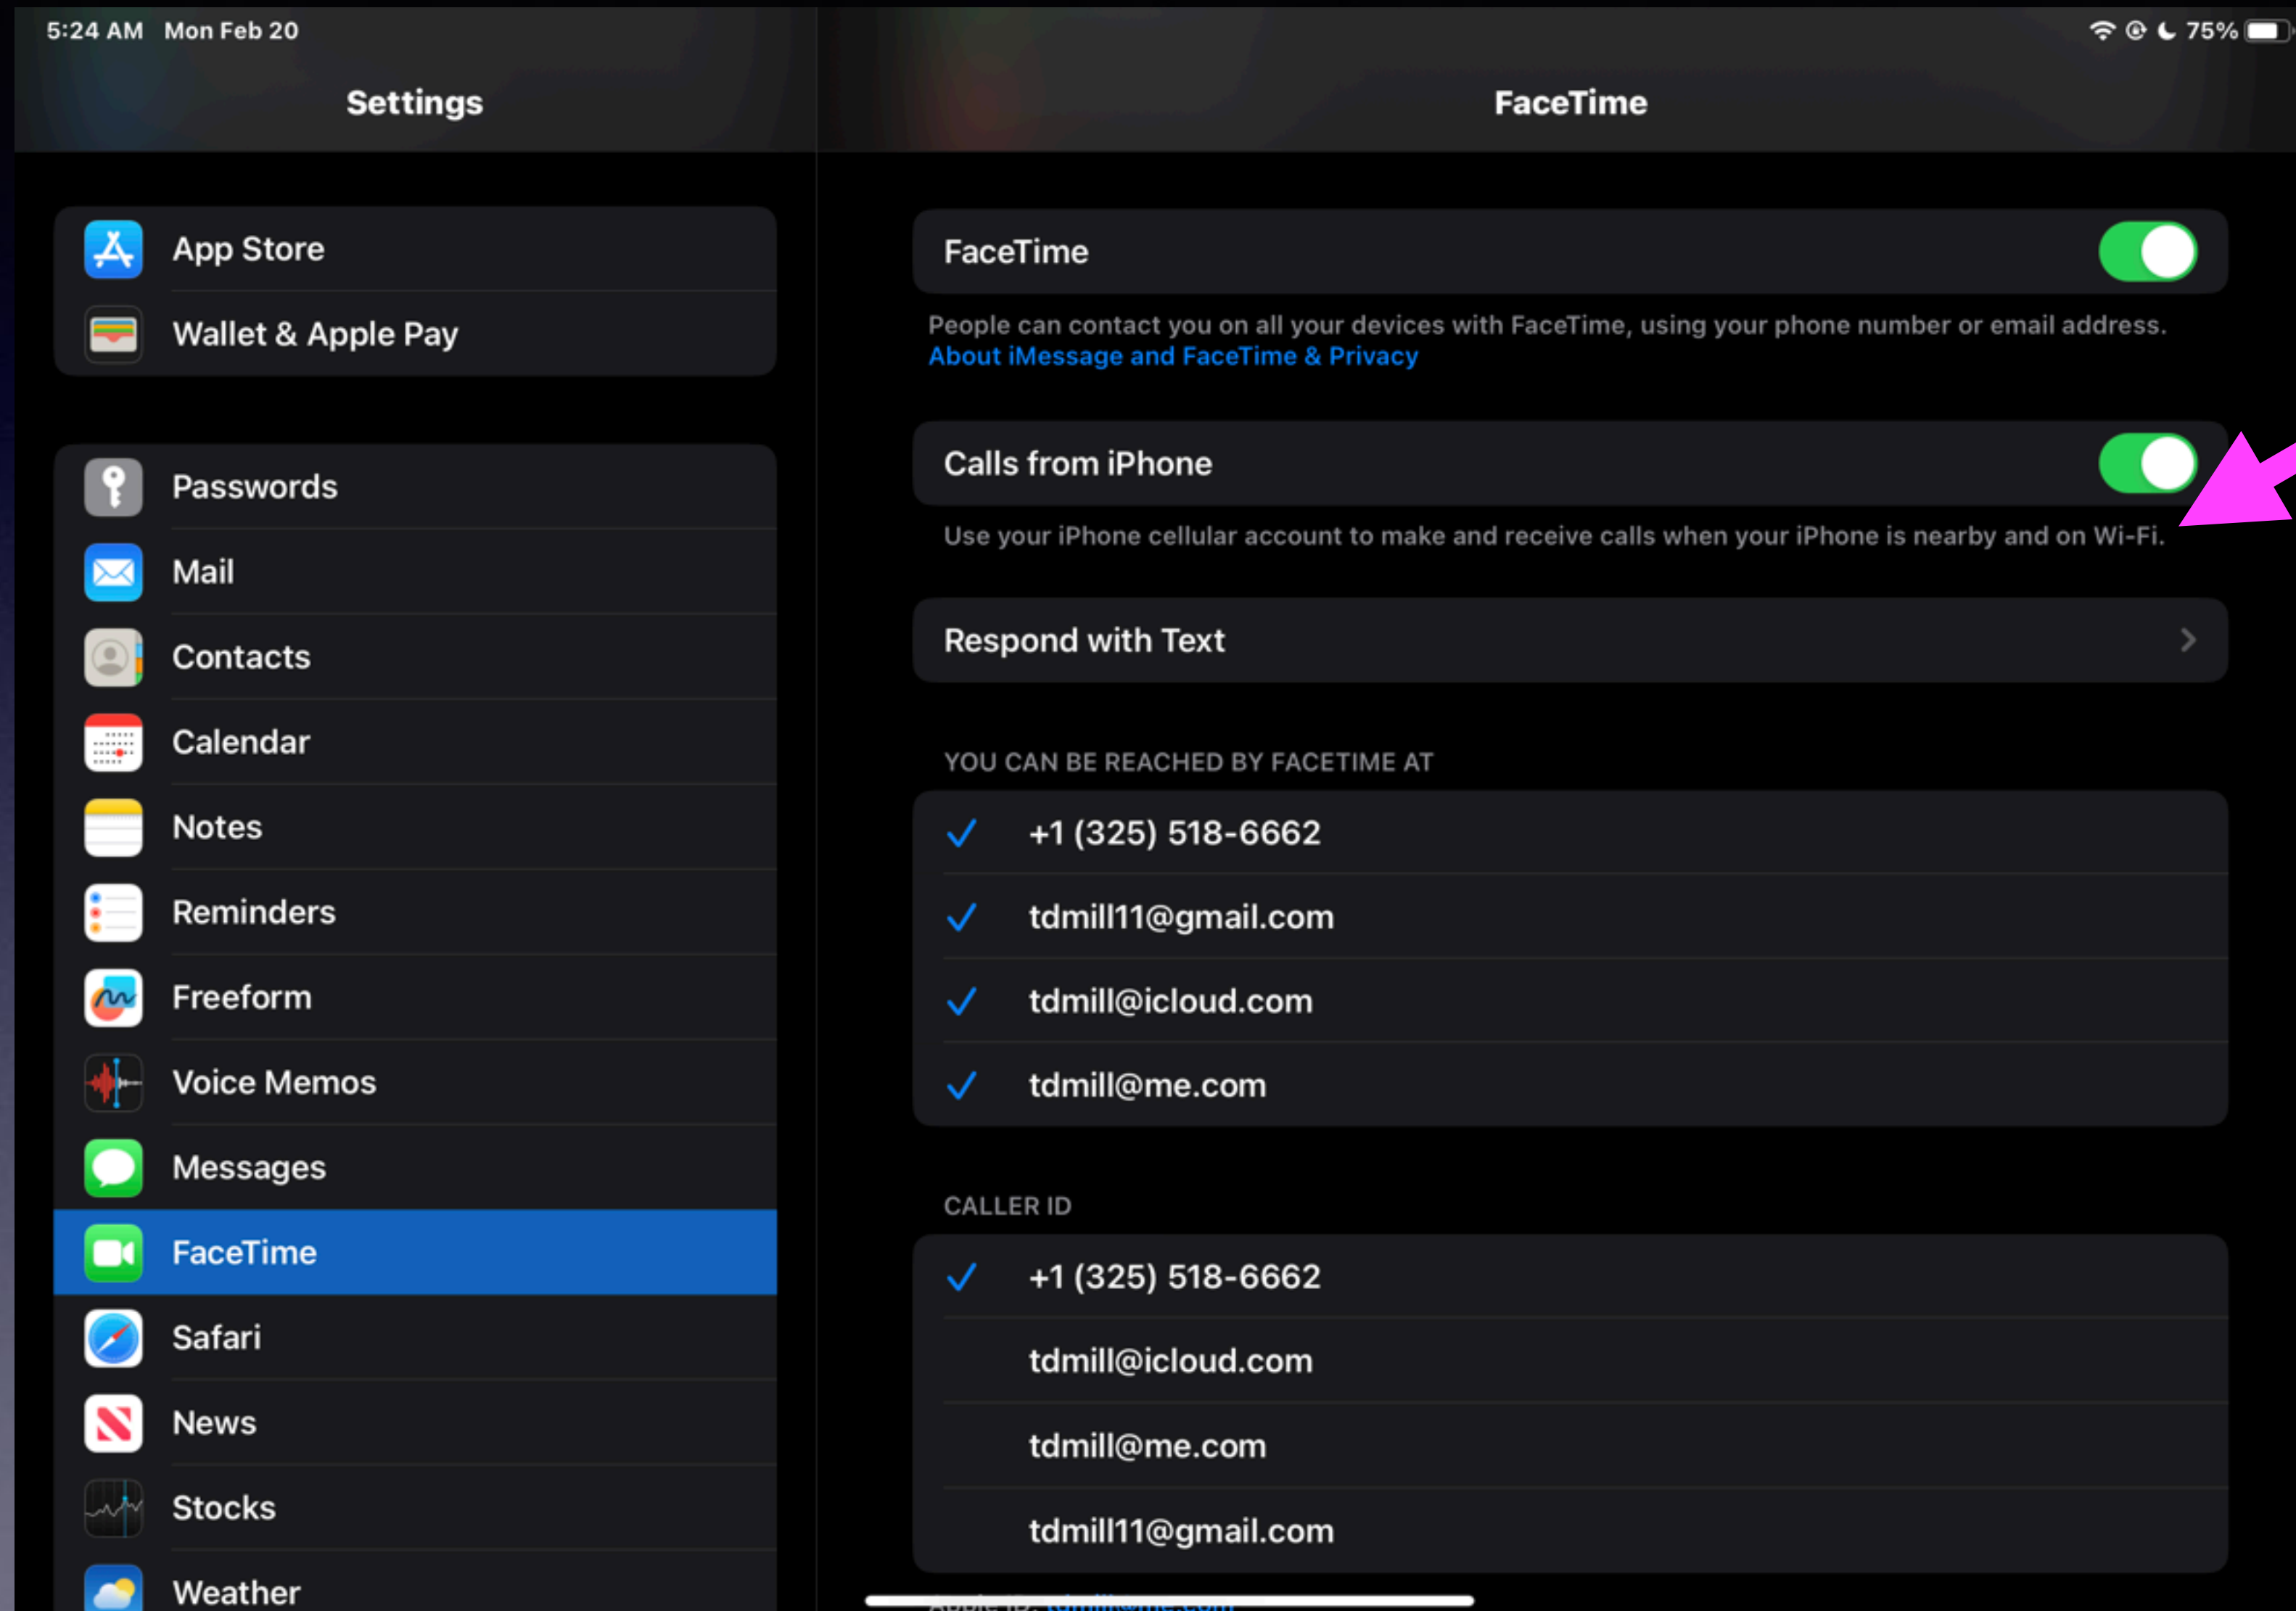 5:24 AM Mon Feb 20
75%
Settings
App Store
Wallet & Apple Pay
Passwords
Mail
Contacts
Calendar
Notes
Reminders
Freeform
Voice Memos
Messages
FaceTime
Safari
News
Stocks
Weather
FaceTime
FaceTime
People can contact you on all your devices with FaceTime, using your phone number or email address.
About iMessage and FaceTime & Privacy
Calls from iPhone
Use your iPhone cellular account to make and receive calls when your iPhone is nearby and on Wi-Fi.
Respond with Text
YOU CAN BE REACHED BY FACETIME AT
+1 (325) 518-6662
tdmill11@gmail.com
tdmill@icloud.com
tdmill@me.com
CALLER ID
+1 (325) 518-6662
tdmill@icloud.com
tdmill@me.com
tdmill11@gmail.com